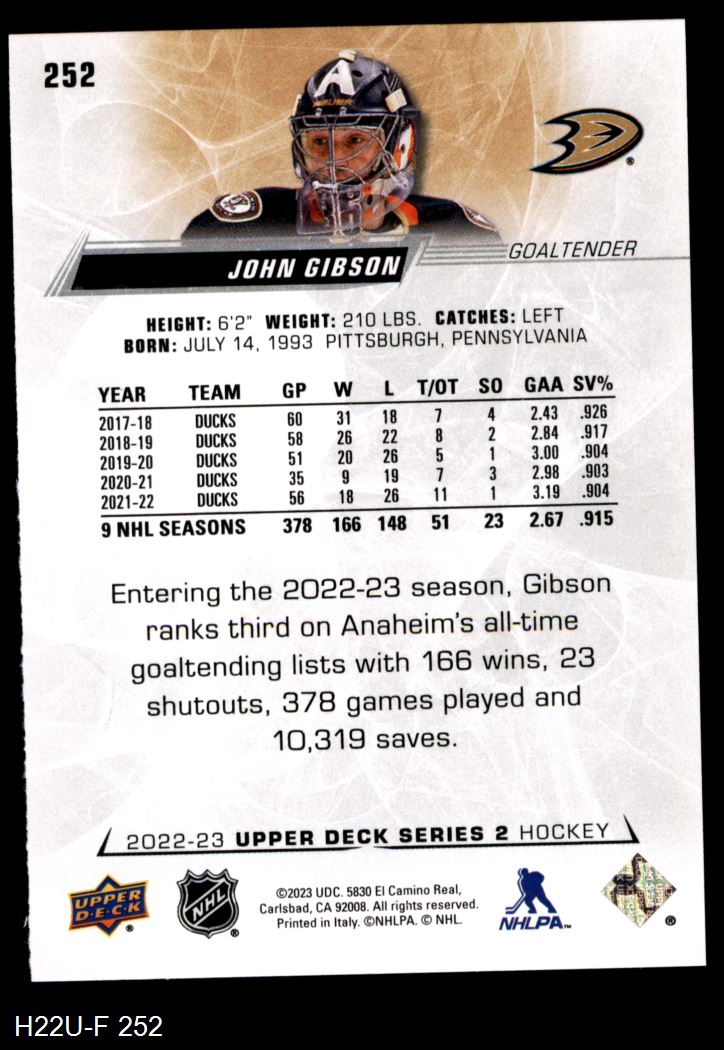 252
A
GOALTENDER
JOHN GIBSON
HEIGHT: 6'2" WEIGHT: 210 LBS. CATCHES: LEFT
BORN: JULY 14, 1993 PITTSBURGH, PENNSYLVANIA
YEAR TEAM GP W L T/OT SO GAA SV%
2017-18 DUCKS 60 31 18 7 4 2.43 .926
2018-19 DUCKS 58 26 22 8 2 2.84 .917
2019-20 DUCKS 51 20 26 5 1 3.00 .904
2020-21 DUCKS 35 9 19 7 3 2.98 .903
2021-22 DUCKS 56 18 26 11 1 3.19 .904
9 NHL SEASONS 378 166 148 51 23 2.67 .915
Entering the 2022-23 season, Gibson
ranks third on Anaheim's all-time
goaltending lists with 166 wins, 23
shutouts, 378 games played and
10,319 saves.
2022-23 UPPER DECK SERIES 2 HOCKEY
UPPER
D·E·C·K
®
NHL
®
©2023 UDC. 5830 El Camino Real,
Carlsbad, CA 92008. All rights reserved.
Printed in Italy. ©NHLPA. © NHL.
NHLPA™
®
H22U-F 252